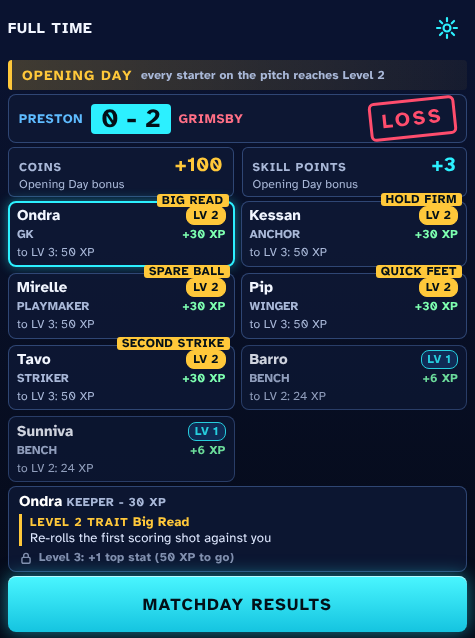 FULL TIME
OPENING DAY every starter on the pitch reaches Level 2
PRESTON 0 - 2 GRIMSBY LOSS
COINS +100
Opening Day bonus
SKILL POINTS +3
Opening Day bonus
BIG READ
Ondra LV 2
GK +30 XP
to LV 3: 50 XP
HOLD FIRM
Kessan LV 2
ANCHOR +30 XP
to LV 3: 50 XP
SPARE BALL
Mirelle LV 2
PLAYMAKER +30 XP
to LV 3: 50 XP
QUICK FEET
Pip LV 2
WINGER +30 XP
to LV 3: 50 XP
SECOND STRIKE
Tavo LV 2
STRIKER +30 XP
to LV 3: 50 XP
Barro LV 1
BENCH +6 XP
to LV 2: 24 XP
Sunniva LV 1
BENCH +6 XP
to LV 2: 24 XP
Ondra KEEPER - 30 XP
LEVEL 2 TRAIT Big Read
Re-rolls the first scoring shot against you
Level 3: +1 top stat (50 XP to go)
MATCHDAY RESULTS